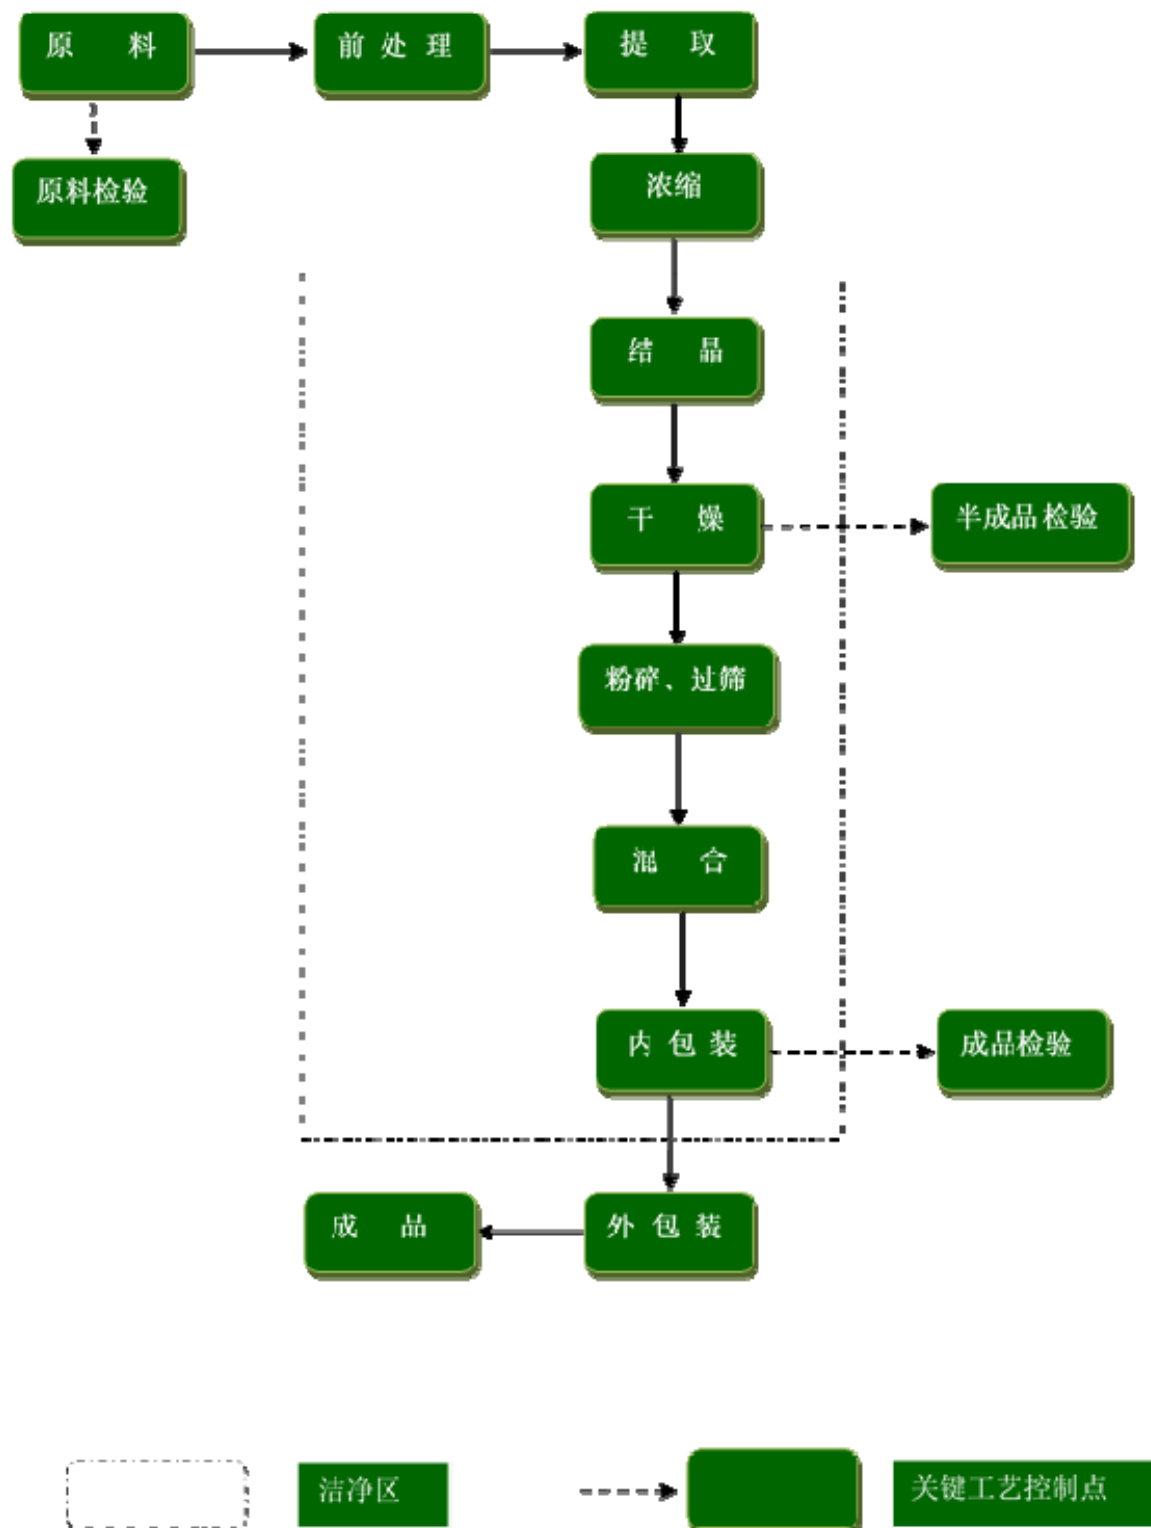 原 料
前 处 理
提 取
原料检验
浓缩
结 晶
干 燥
半成品检验
粉碎、过筛
混 合
内 包 装
成品检验
成 品
外 包 装
洁净区
关键工艺控制点